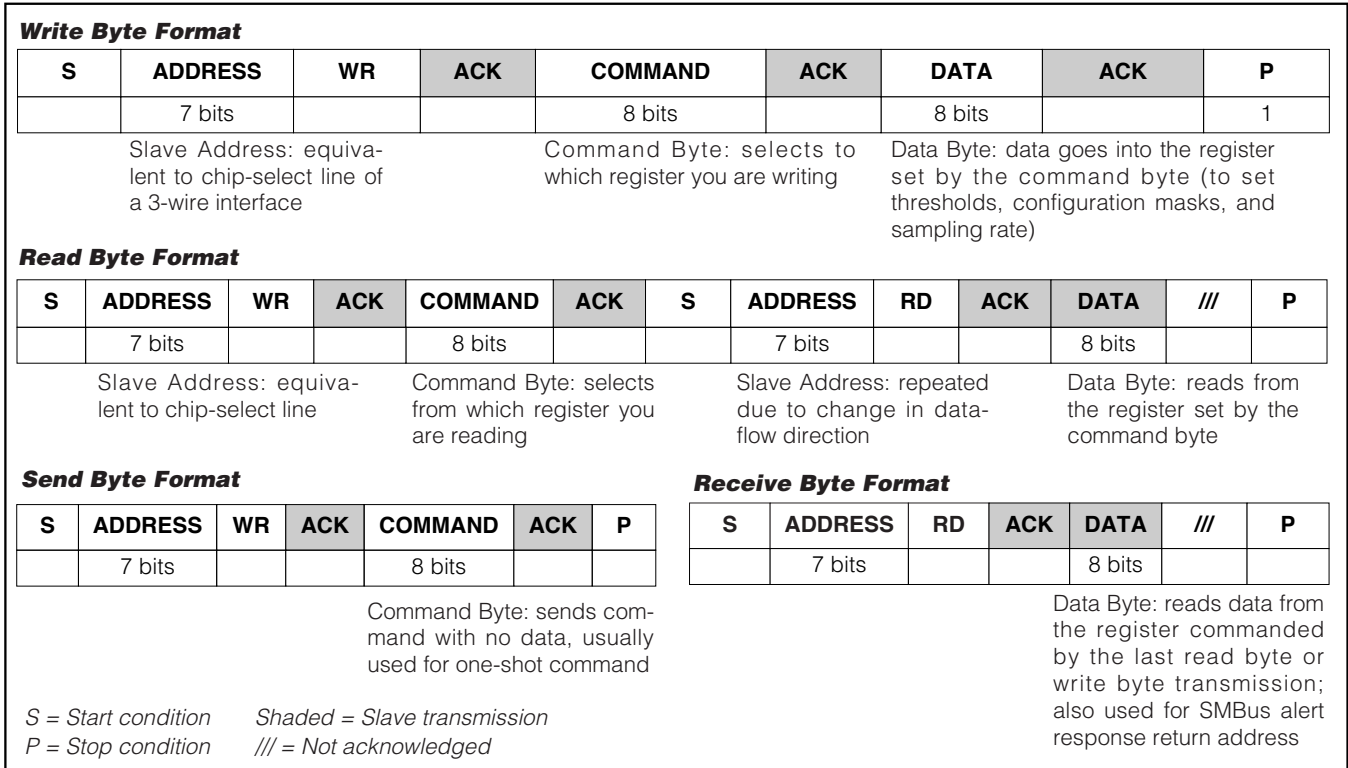 Write Byte Format
S ADDRESS WR ACK COMMAND ACK DATA ACK P
7 bits 8 bits 8 bits 1
Slave Address: equiva-
lent to chip-select line of
a 3-wire interface
Command Byte: selects to
which register you are writing
Data Byte: data goes into the register
set by the command byte (to set
thresholds, configuration masks, and
sampling rate)
Read Byte Format
S ADDRESS WR ACK COMMAND ACK S ADDRESS RD ACK DATA /// P
7 bits 8 bits 7 bits 8 bits
Slave Address: equiva-
lent to chip-select line
Command Byte: selects
from which register you
are reading
Slave Address: repeated
due to change in data-
flow direction
Data Byte: reads from
the register set by the
command byte
Send Byte Format
S ADDRESS WR ACK COMMAND ACK P
7 bits 8 bits
Command Byte: sends com-
mand with no data, usually
used for one-shot command
Receive Byte Format
S ADDRESS RD ACK DATA /// P
7 bits 8 bits
Data Byte: reads data from
the register commanded
by the last read byte or
write byte transmission;
also used for SMBus alert
response return address
S = Start condition Shaded = Slave transmission
P = Stop condition /// = Not acknowledged